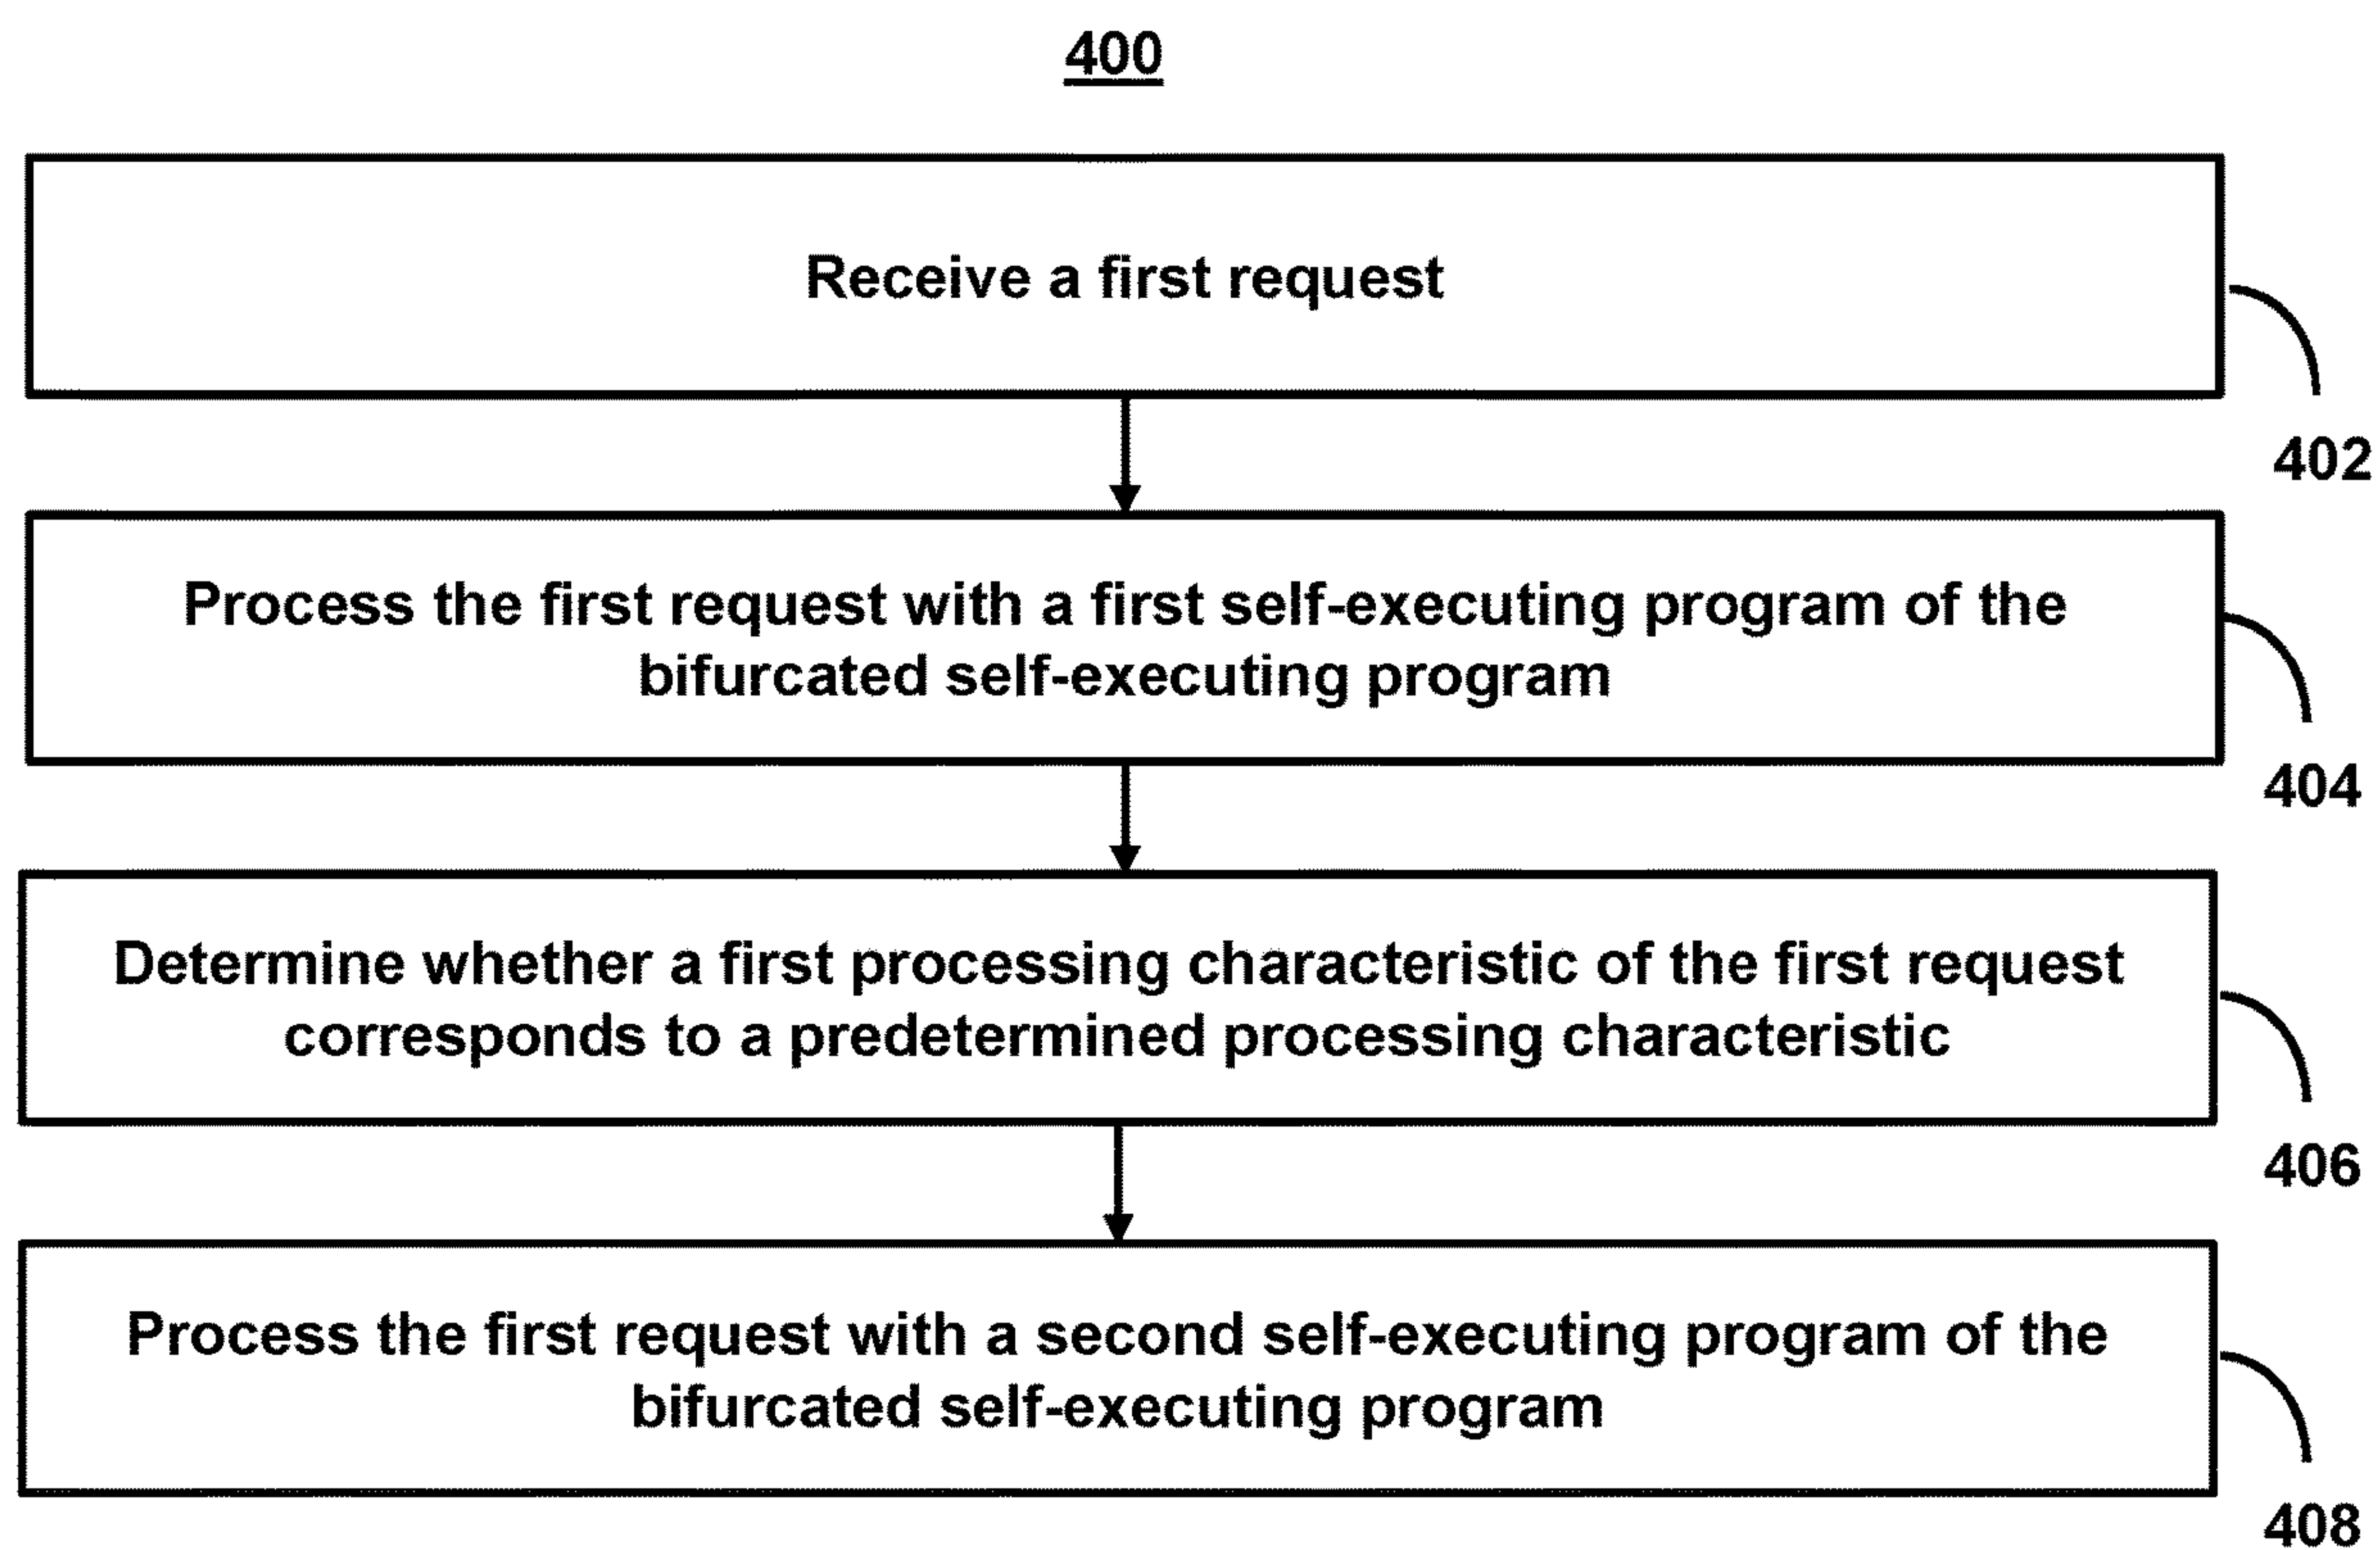 400
Receive a first request
402
Process the first request with a first self-executing program of the
bifurcated self-executing program
404
Determine whether a first processing characteristic of the first request
corresponds to a predetermined processing characteristic
406
Process the first request with a second self-executing program of the
bifurcated self-executing program
408